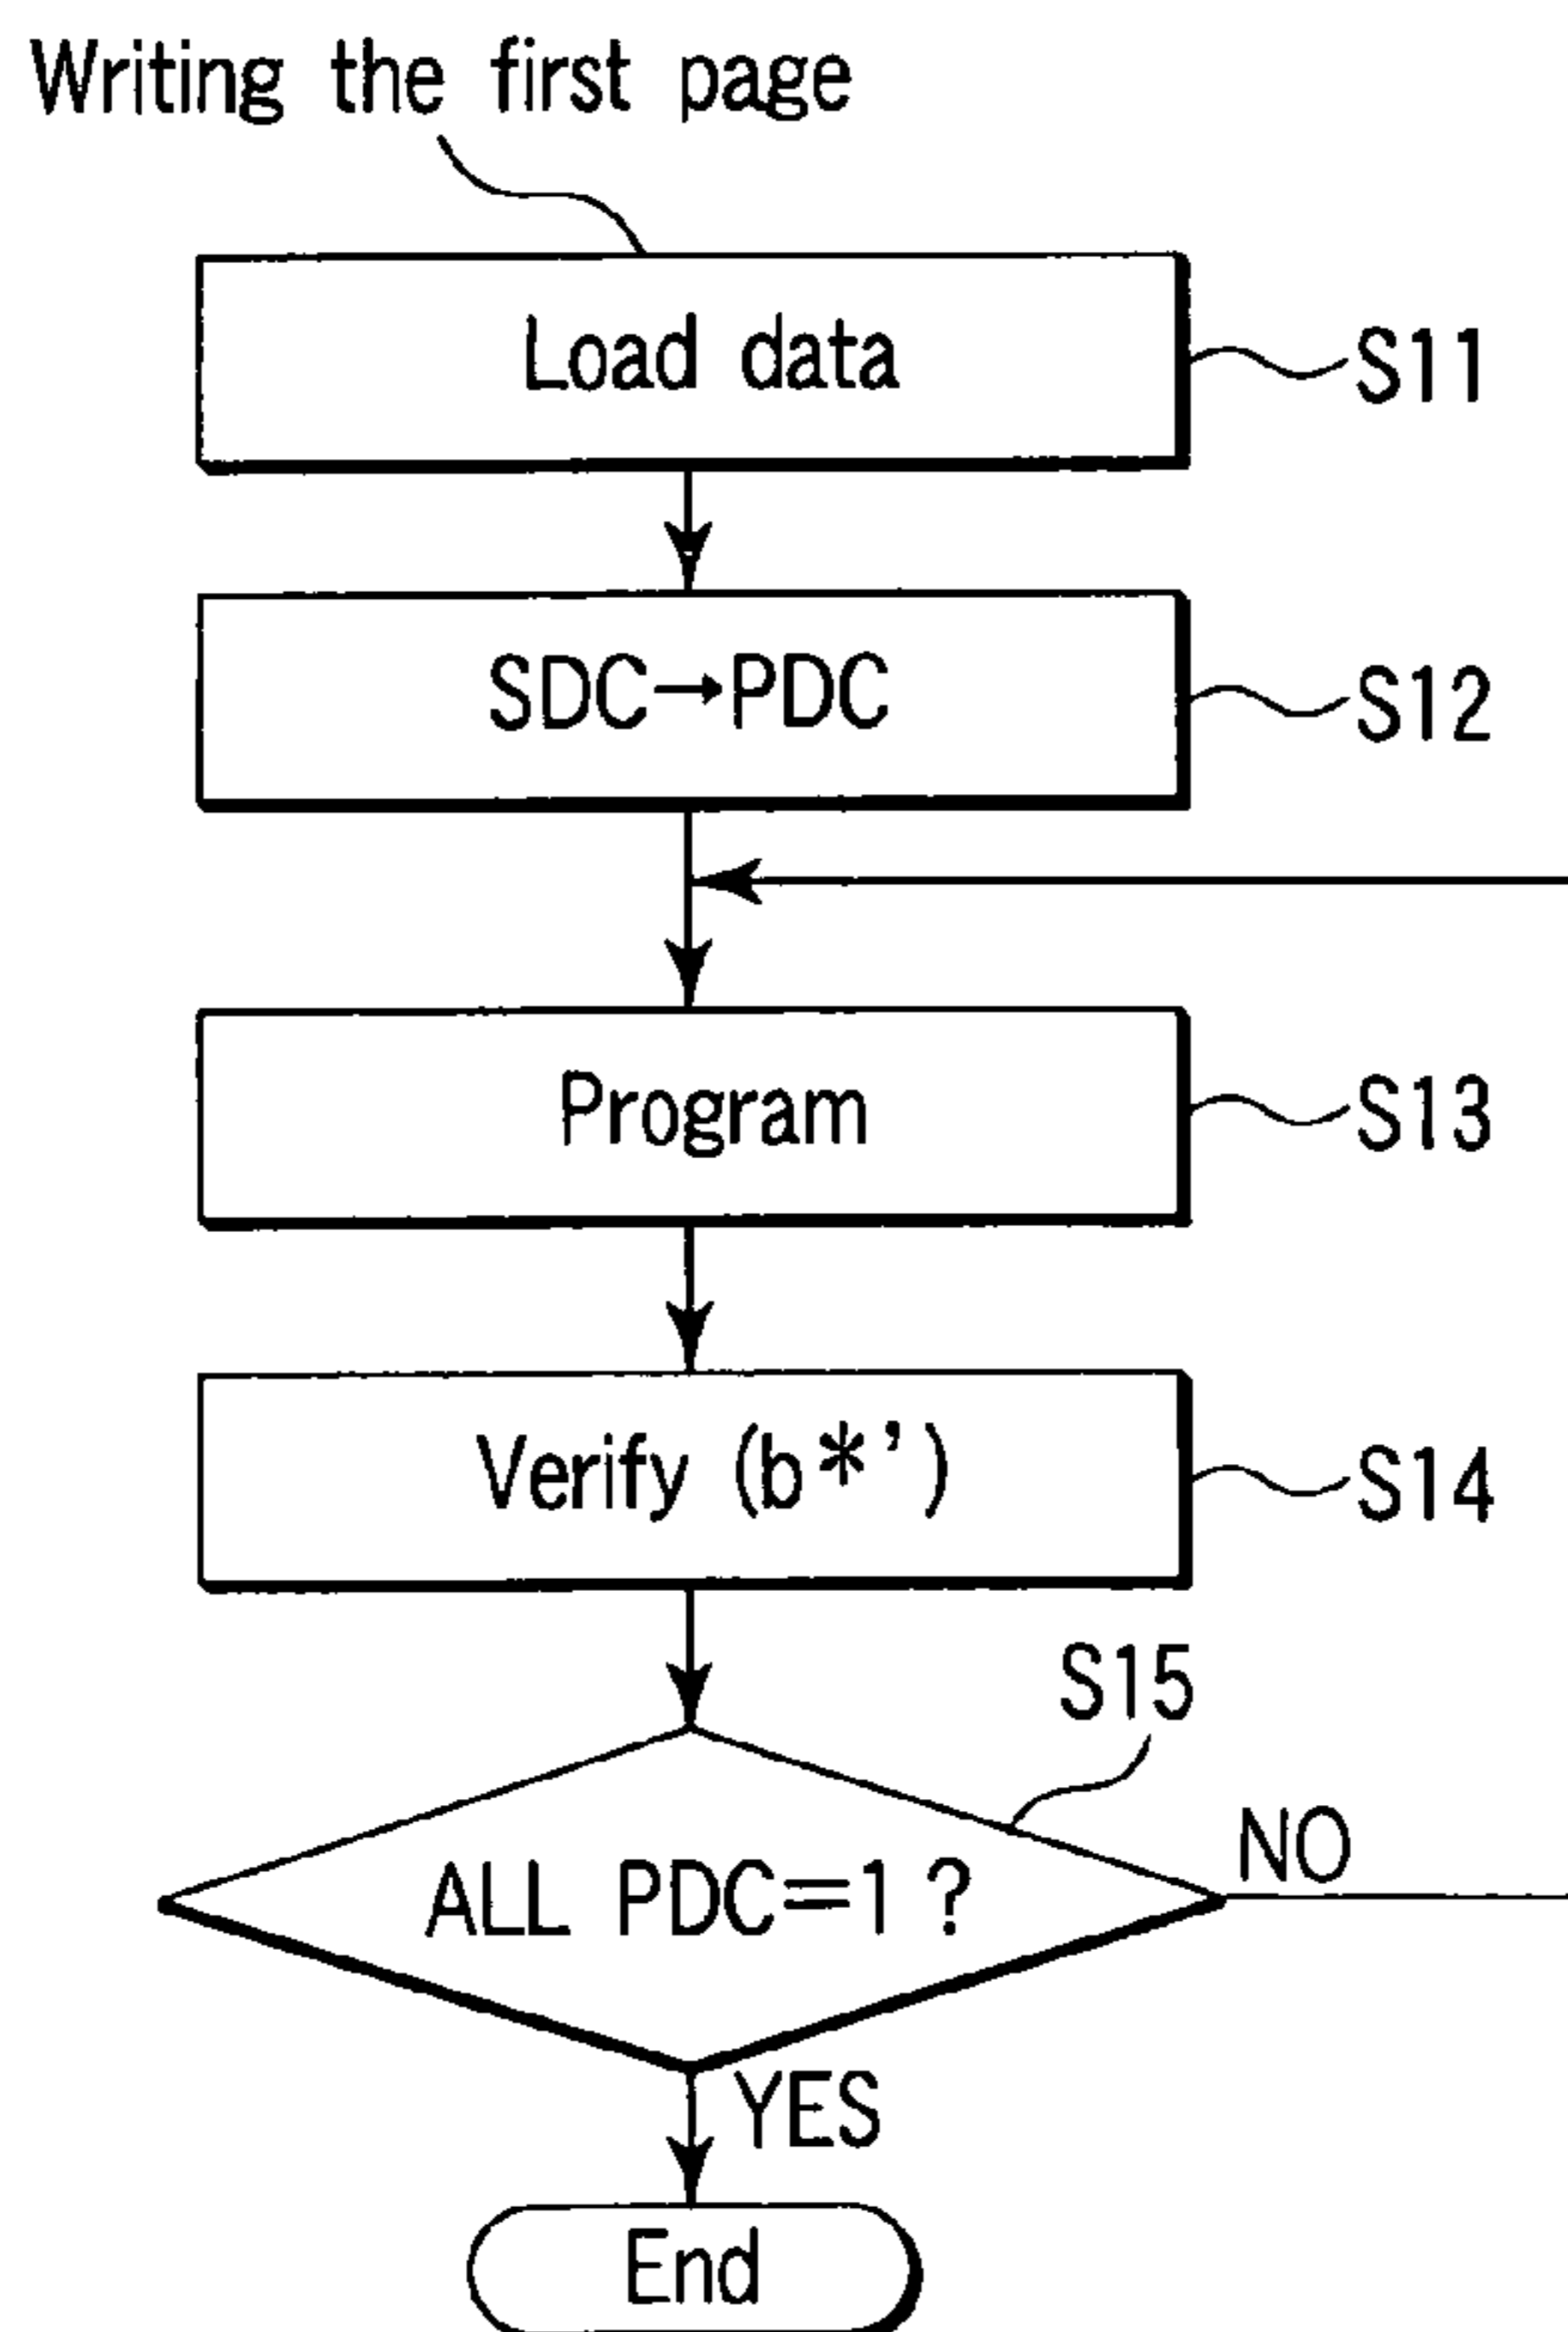 Writing the first page
Load data
S11
SDC→PDC
S12
Program
S13
Verify (b*')
S14
S15
ALL PDC=1 ?
NO
YES
End